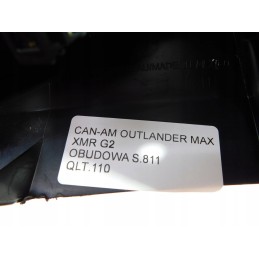 CAN-AM OUTLANDER MAX
XMR G2
OBUDOWA S.811
QLT.110